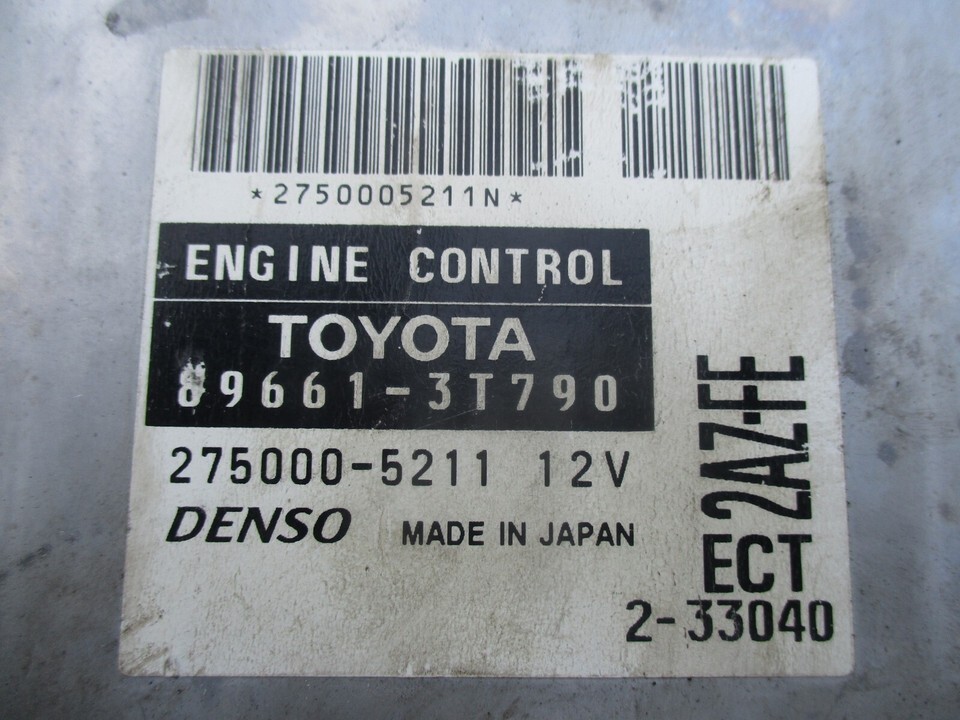 *2750005211N*
ENGINE CONTROL
TOYOTA
89661-3T790
275000-5211 12V
DENSO MADE IN JAPAN
2AZ-FE
ECT
2-33040